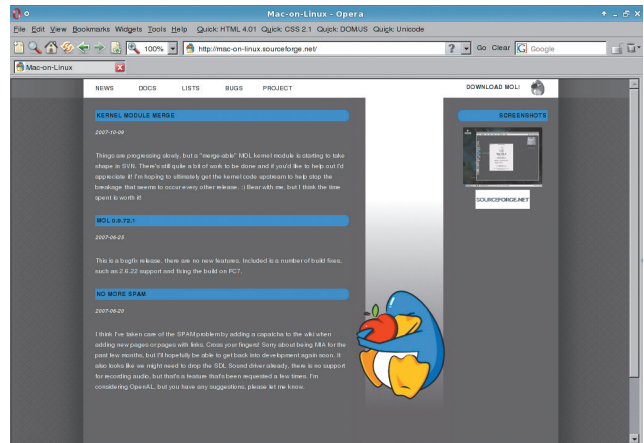 Mac-on-Linux - Opera
File Edit View Bookmarks Widgets Tools Help Quick: HTML 4.01 Quick: CSS 2.1 Quick: DOMUS Quick: Unicode
100% http://mac-on-linux.sourceforge.net/ ? Go Clear G Google
Mac-on-Linux
NEWS DOCS LISTS BUGS PROJECT DOWNLOAD MOL!
KERNEL MODULE MERGE
2007-10-09
Things are progressing slowly, but a "merge-able" MOL kernel module is starting to take
shape in SVN. There's still quite a bit of work to be done and if you'd like to help out I'd
appreciate it! I'm hoping to ultimately get the kernel code upstream to help stop the
breakage that seems to occur every other release. :) Bear with me, but I think the time
spent is worth it!
MOL 0.9.72.1
2007-06-25
This is a bugfix release, there are no new features. Included is a number of build fixes,
such as 2.6.22 support and fixing the build on FC7.
NO MORE SPAM
2007-06-20
I think I've taken care of the SPAM problem by adding a capatcha to the wiki when
adding new pages or pages with links. Cross your fingers! Sorry about being MIA for the
past few months, but I'll hopefully be able to get back into development again soon. It
also looks like we might need to drop the SDL Sound driver already, there is no support
for recording audio, but that's a feature that's been requested a few times. I'm
considering OpenAL, but you have any suggestions, please let me know.
SCREENSHOTS
SOURCEFORGE.NET